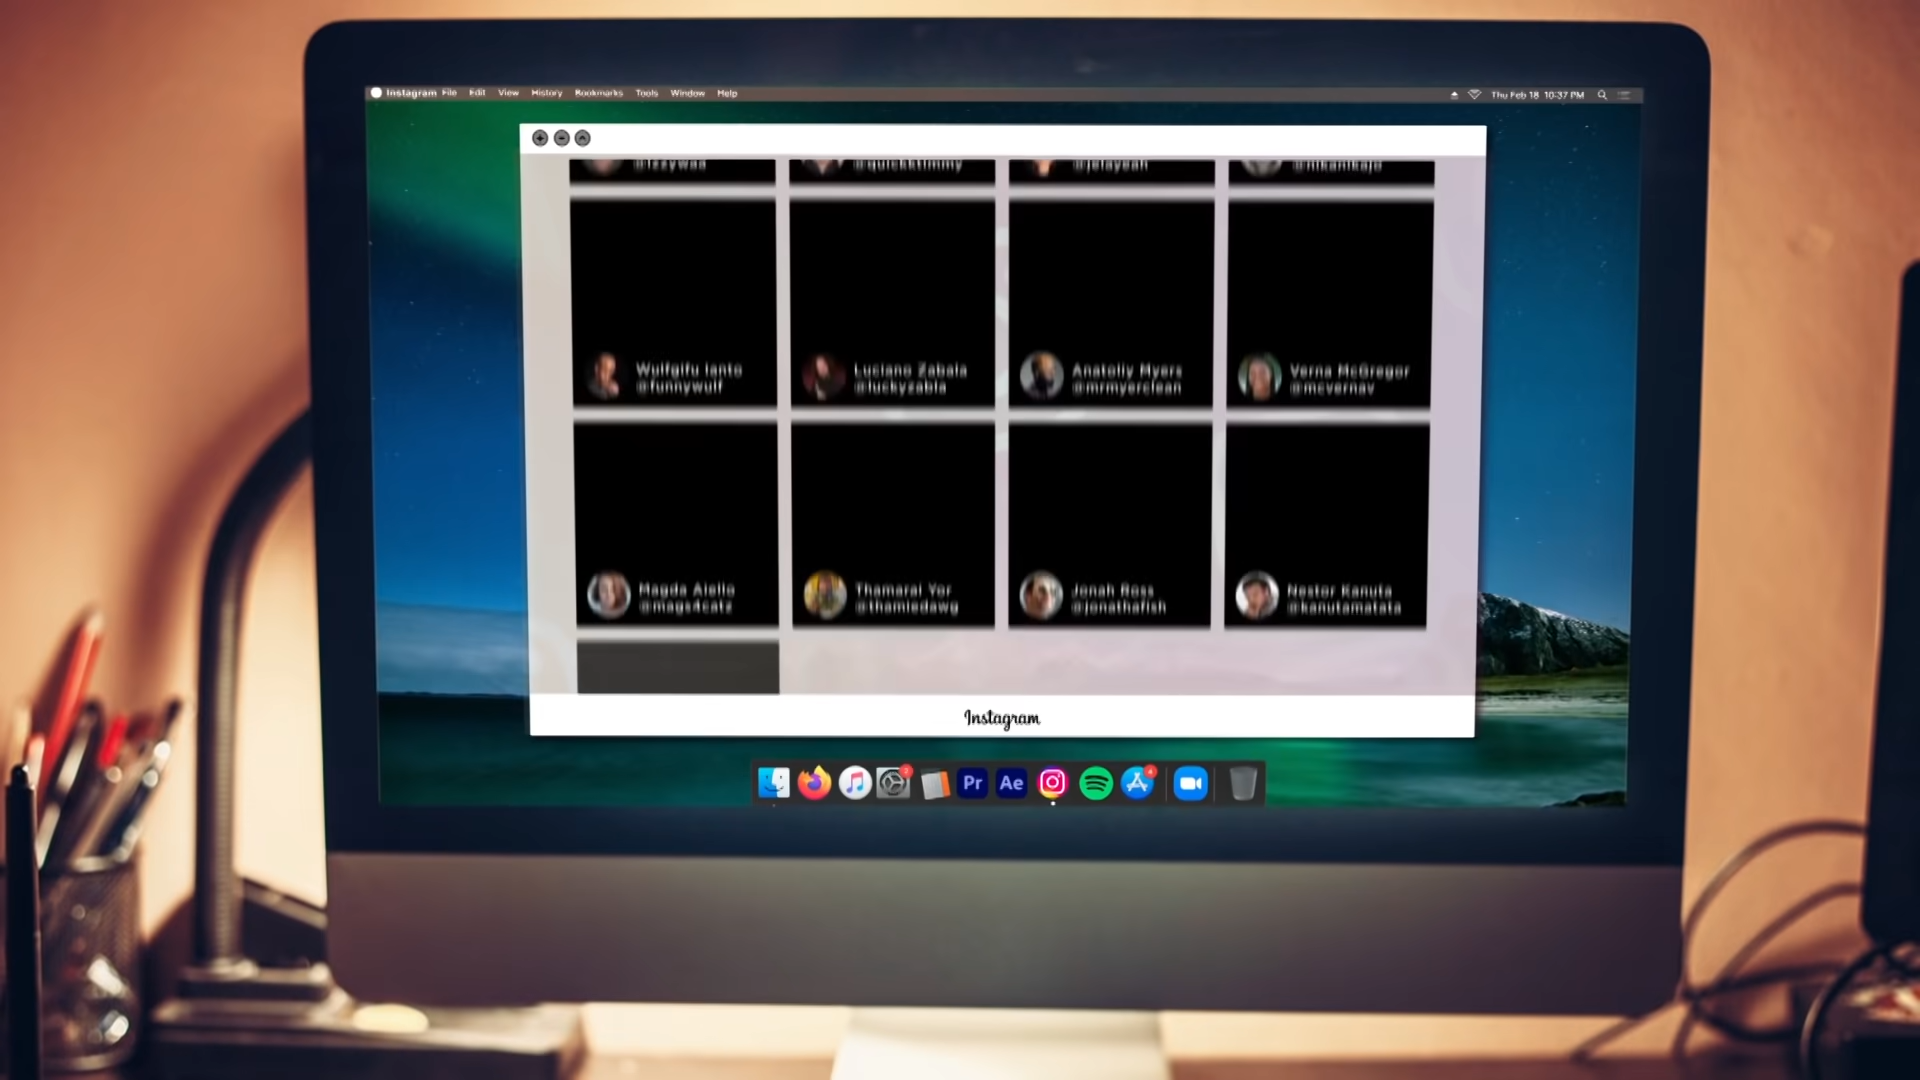 Instagram File Edit View History Bookmarks Tools Window Help
Thu Feb 18 10:37 PM
@quickktimmy
@jelayeah
Wulfgifu Ianto
@funnywulf
Luciano Zabala
@luckyzabla
Anatoliy Myers
@mrmyerclean
Verna McGregor
@mcvernav
Magda Aiello
@mags4catz
Thamarai Yor
@thamiedawg
Jonah Ross
@jonathafish
Nestor Kanuta
@kanutamatata
Instagram
Pr
Ae